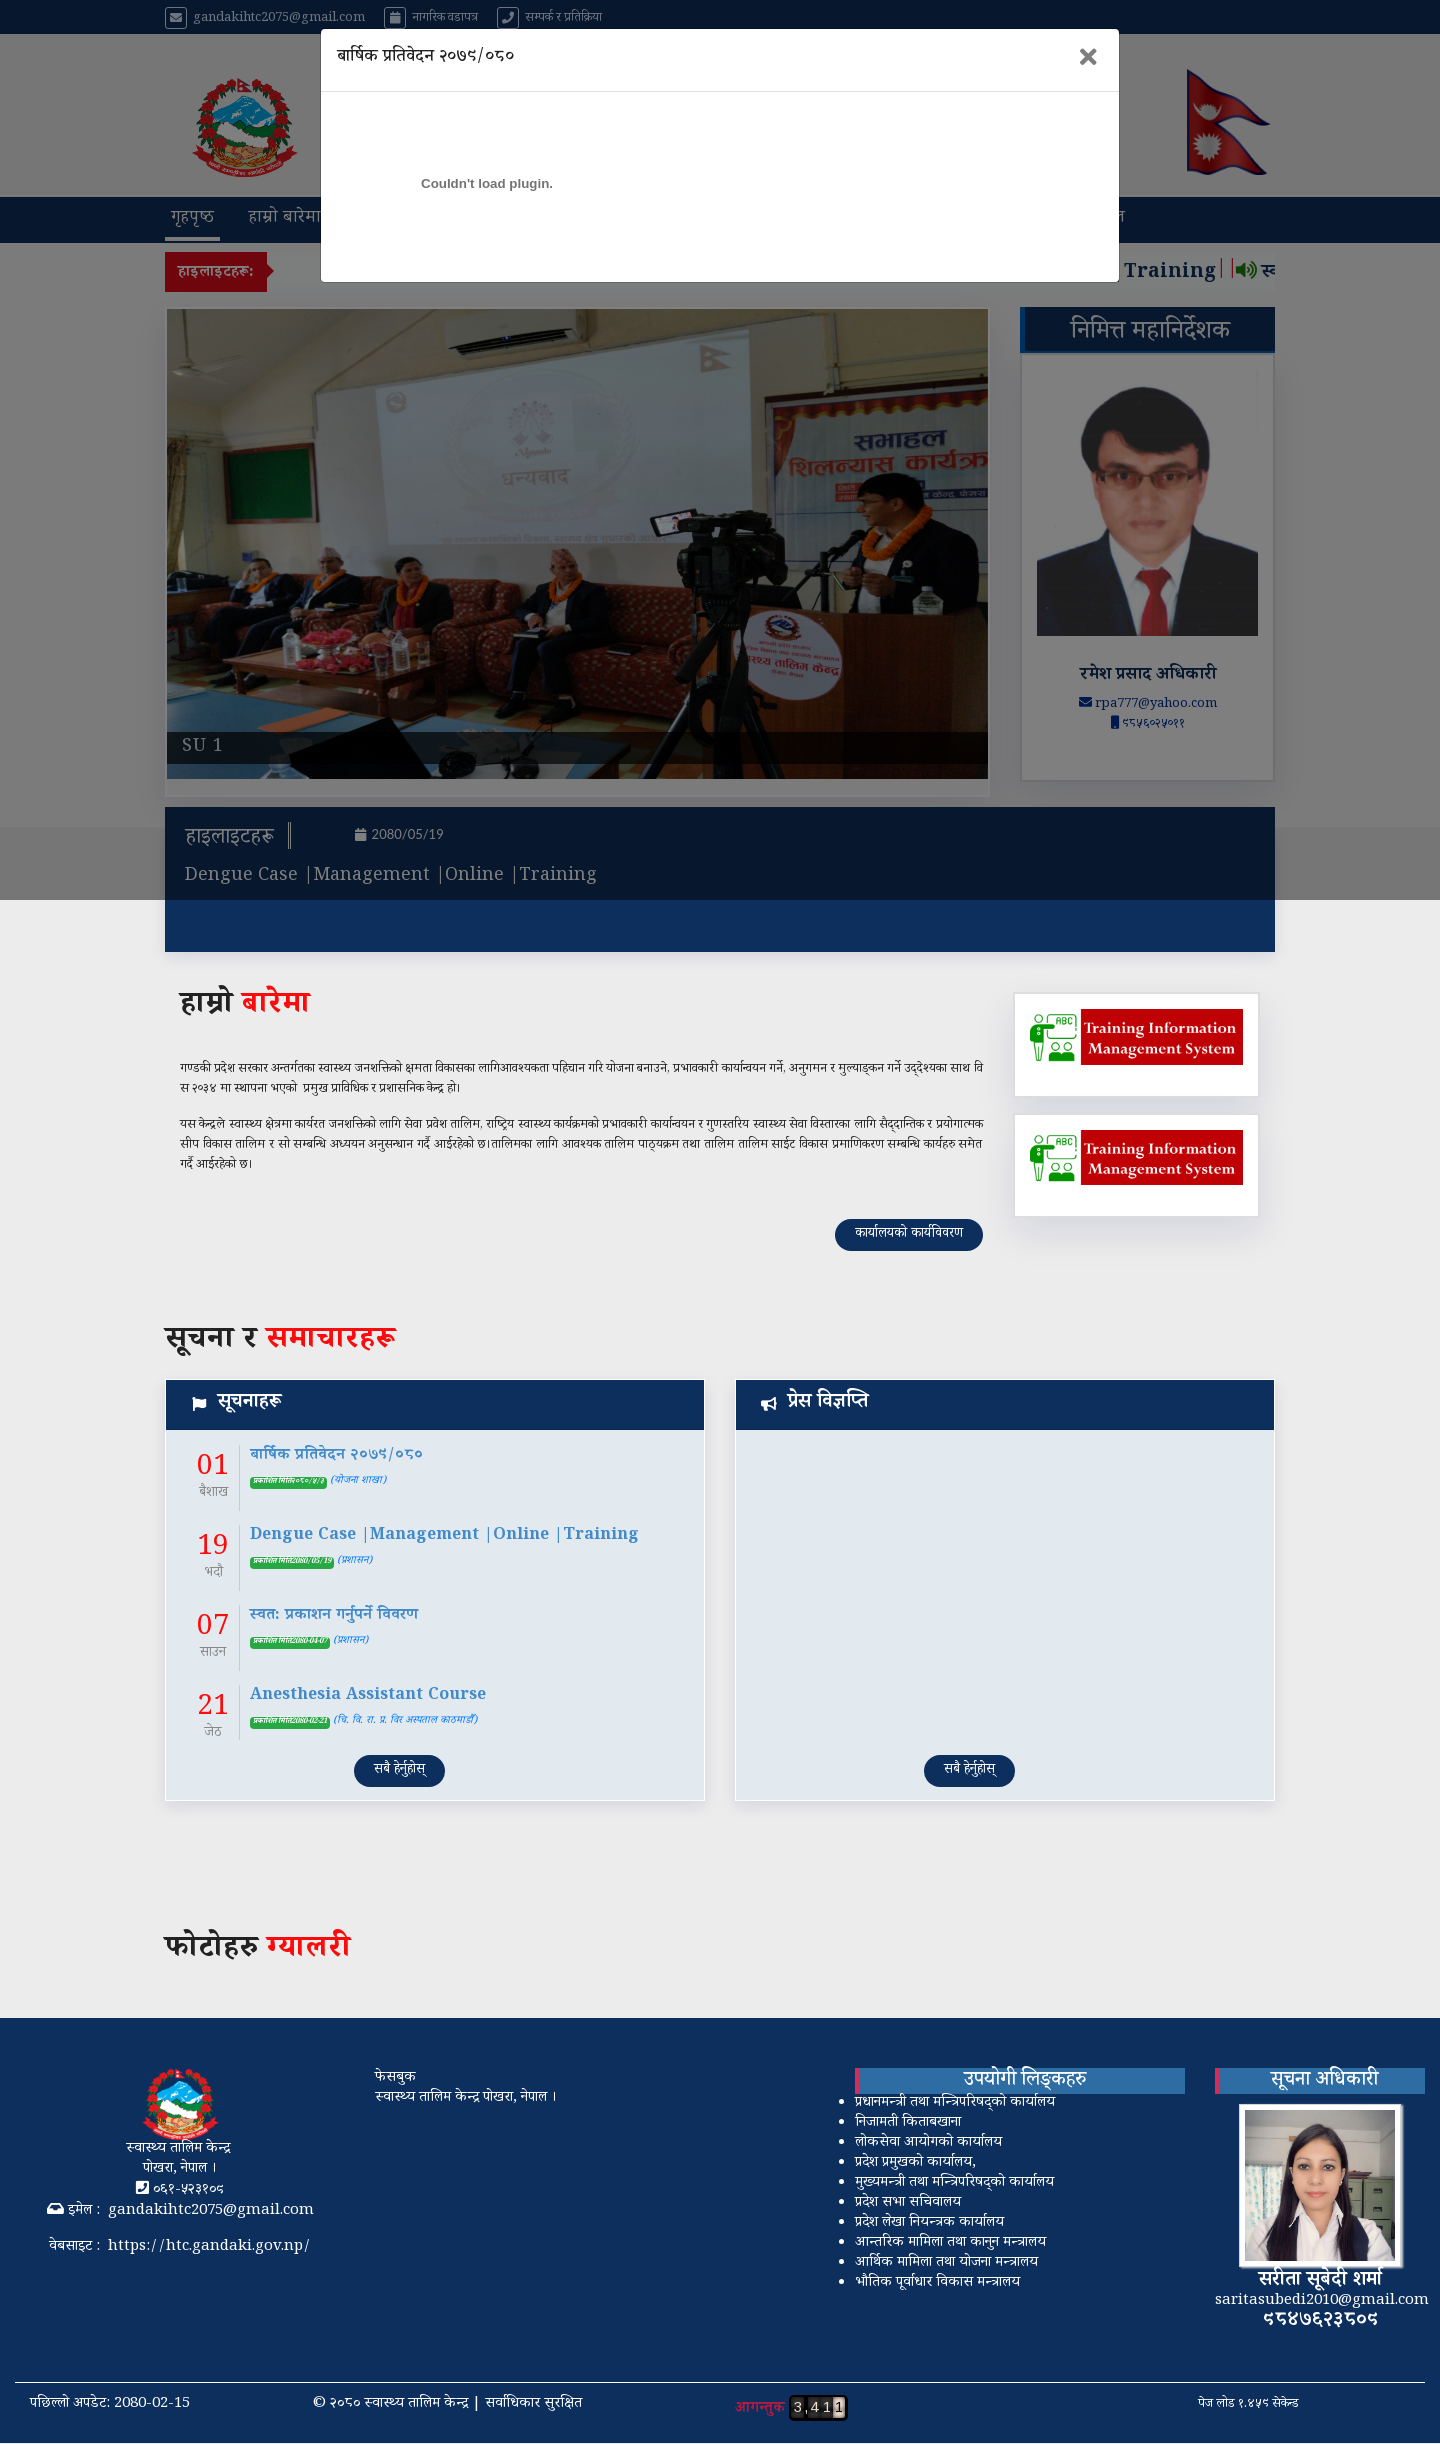 gandakihtc2075@gmail.com नागरिक वडापत्र सम्पर्क र प्रतिक्रिया
बार्षिक प्रतिवेदन २०७९/०८०
Couldn't load plugin.
गृहपृष्ठ हाम्रो बारेमा
हाइलाइटहरू: Training
निमित्त महानिर्देशक
धन्यवाद
सभाहल
SU 1
रमेश प्रसाद अधिकारी
rpa777@yahoo.com
९८५६०२५०११
हाइलाइटहरू 2080/05/19
Dengue Case |Management |Online |Training
हाम्रो बारेमा
Training Information
Management System
गण्डकी प्रदेश सरकार अन्तर्गतका स्वास्थ्य जनशक्तिको क्षमता विकासका लागिआवश्यकता पहिचान गरि योजना बनाउने, प्रभावकारी कार्यान्वयन गर्ने, अनुगमन र मुल्याङ्कन गर्ने उद्देश्यका साथ वि
स २०३४ मा स्थापना भएको प्रमुख प्राविधिक र प्रशासनिक केन्द्र हो।
यस केन्द्रले स्वास्थ्य क्षेत्रमा कार्यरत जनशक्तिको लागि सेवा प्रवेश तालिम, राष्ट्रिय स्वास्थ्य कार्यक्रमको प्रभावकारी कार्यान्वयन र गुणस्तरिय स्वास्थ्य सेवा विस्तारका लागि सैद्दान्तिक र प्रयोगात्मक
सीप विकास तालिम र सो सम्बन्धि अध्ययन अनुसन्धान गर्दै आईरहेको छ।तालिमका लागि आवश्यक तालिम पाठ्यक्रम तथा तालिम तालिम साईट विकास प्रमाणिकरण सम्बन्धि कार्यहरु समेत
गर्दै आईरहेको छ।
Training Information
Management System
कार्यालयको कार्यविवरण
सूचना र समाचारहरू
सूचनाहरू
01 बार्षिक प्रतिवेदन २०७९/०८०
बैशाख प्रकाशित मिति२०८०/५/१ (योजना शाखा)
19 Dengue Case |Management |Online |Training
भदौ प्रकाशित मिति2080/05/19 (प्रशासन)
07 स्वत: प्रकाशन गर्नुपर्ने विवरण
साउन प्रकाशित मिति2080-04-07 (प्रशासन)
21 Anesthesia Assistant Course
जेठ प्रकाशित मिति2080-02-21 (चि. वि. रा. प्र. विर अस्पताल काठमाडौँ)
सबै हेर्नुहोस्
प्रेस विज्ञप्ति
सबै हेर्नुहोस्
फोटोहरु ग्यालरी
स्वास्थ्य तालिम केन्द्र
पोखरा, नेपाल ।
०६१-५२३१०८
इमेल : gandakihtc2075@gmail.com
वेबसाइट : https://htc.gandaki.gov.np/
फेसबुक
स्वास्थ्य तालिम केन्द्र पोखरा, नेपाल ।
उपयोगी लिङ्कहरु
प्रधानमन्त्री तथा मन्त्रिपरिषद्को कार्यालय
निजामती किताबखाना
लोकसेवा आयोगको कार्यालय
प्रदेश प्रमुखको कार्यालय,
मुख्यमन्त्री तथा मन्त्रिपरिषद्को कार्यालय
प्रदेश सभा सचिवालय
प्रदेश लेखा नियन्त्रक कार्यालय
आन्तरिक मामिला तथा कानुन मन्त्रालय
आर्थिक मामिला तथा योजना मन्त्रालय
भौतिक पूर्वाधार विकास मन्त्रालय
सूचना अधिकारी
सरीता सूबेदी शर्मा
saritasubedi2010@gmail.com
९८४७६२३८०९
पछिल्लो अपडेट: 2080-02-15 © २०८० स्वास्थ्य तालिम केन्द्र | सर्वाधिकार सुरक्षित आगन्तुक 3,411 पेज लोड १.४५९ सेकेन्ड